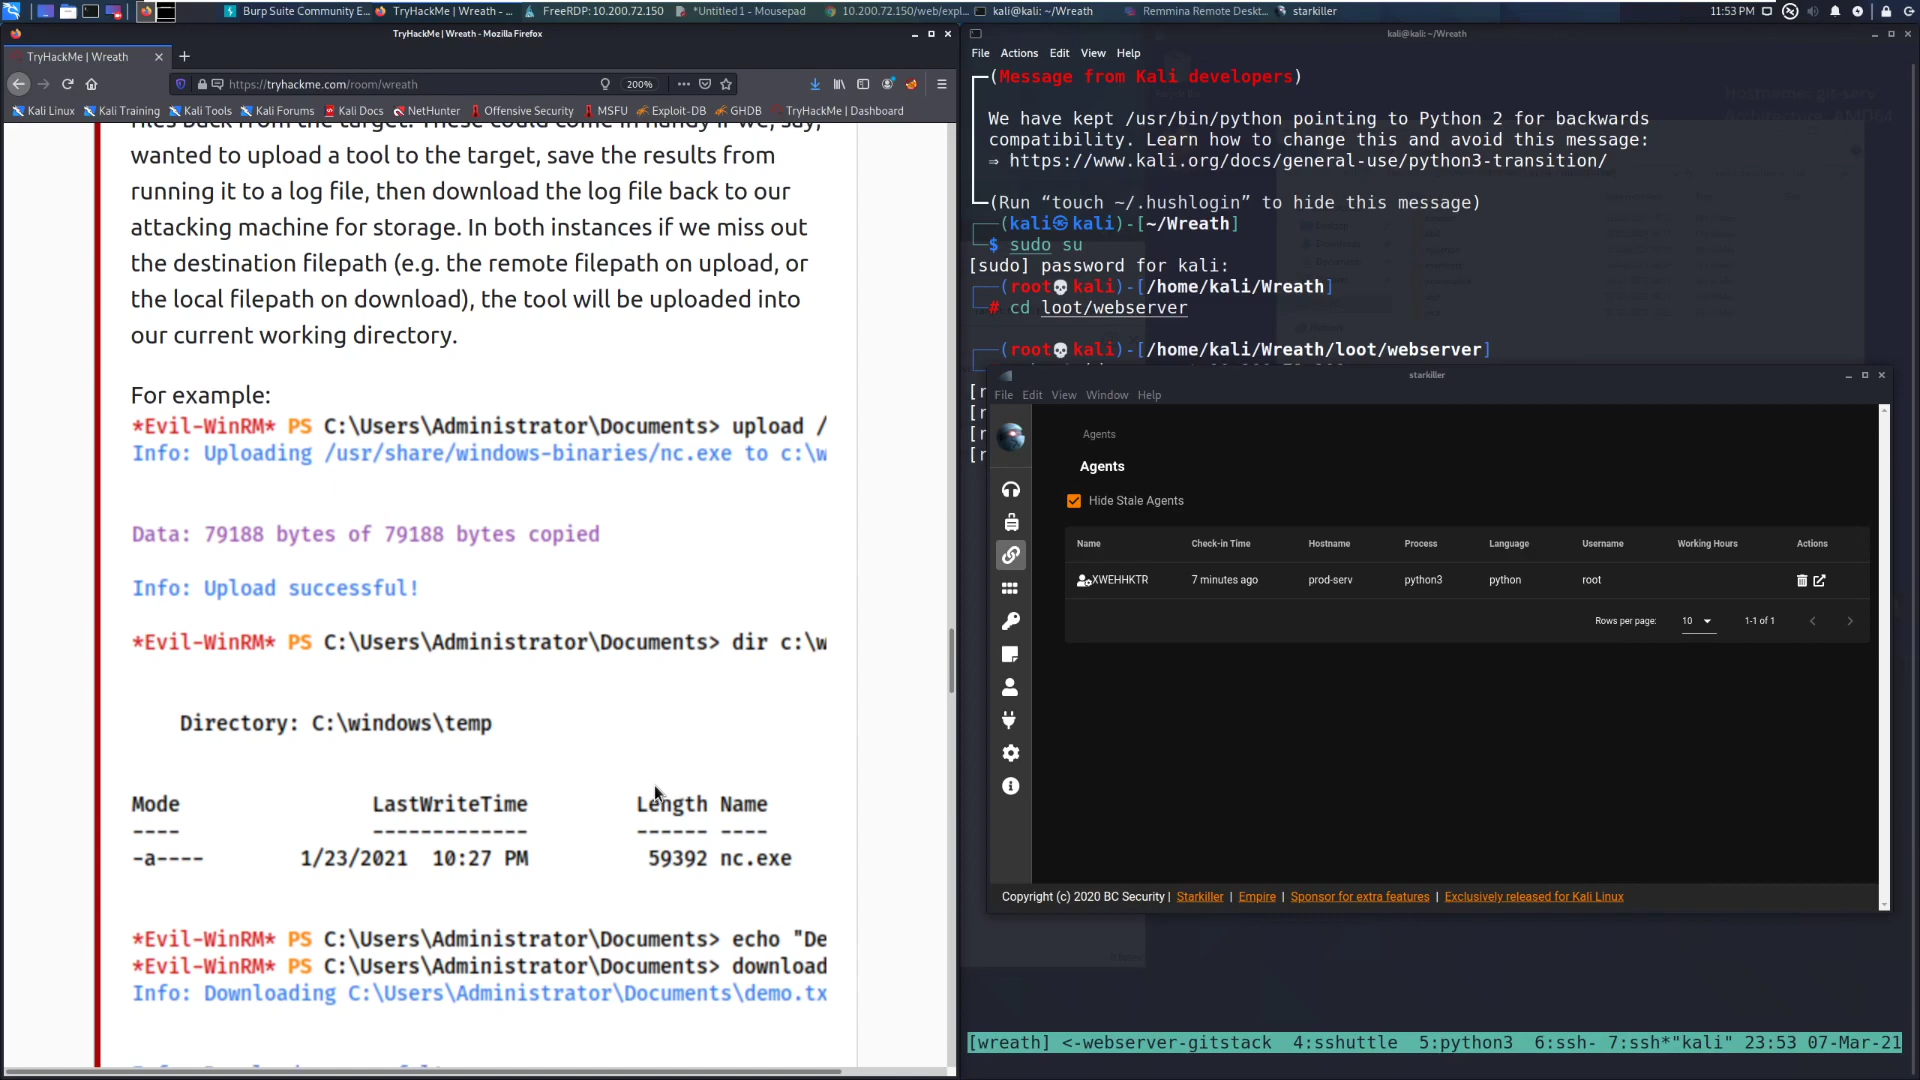 Burp Suite Community E...
TryHackMe | Wreath - ...
FreeRDP: 10.200.72.150
*Untitled 1 - Mousepad
10.200.72.150/web/expl...
kali@kali: ~/Wreath
Remmina Remote Deskt...
starkiller
11:53 PM
TryHackMe | Wreath - Mozilla Firefox
TryHackMe | Wreath
https://tryhackme.com/room/wreath
200%
Kali Linux
Kali Training
Kali Tools
Kali Forums
Kali Docs
NetHunter
Offensive Security
MSFU
Exploit-DB
GHDB
TryHackMe | Dashboard
files back from the target. These could come in handy if we, say,
wanted to upload a tool to the target, save the results from
running it to a log file, then download the log file back to our
attacking machine for storage. In both instances if we miss out
the destination filepath (e.g. the remote filepath on upload, or
the local filepath on download), the tool will be uploaded into
our current working directory.
For example:
*Evil-WinRM* PS C:\Users\Administrator\Documents> upload /
Info: Uploading /usr/share/windows-binaries/nc.exe to c:\w
Data: 79188 bytes of 79188 bytes copied
Info: Upload successful!
*Evil-WinRM* PS C:\Users\Administrator\Documents> dir c:\w
Directory: C:\windows\temp
Mode LastWriteTime Length Name
---- ------------- ------ ----
-a---- 1/23/2021 10:27 PM 59392 nc.exe
*Evil-WinRM* PS C:\Users\Administrator\Documents> echo "De
*Evil-WinRM* PS C:\Users\Administrator\Documents> download
Info: Downloading C:\Users\Administrator\Documents\demo.tx
kali@kali: ~/Wreath
File Actions Edit View Help
(Message from Kali developers)
We have kept /usr/bin/python pointing to Python 2 for backwards
compatibility. Learn how to change this and avoid this message:
⇒ https://www.kali.org/docs/general-use/python3-transition/
(Run “touch ~/.hushlogin” to hide this message)
(kali㉿kali)-[~/Wreath]
$ sudo su
[sudo] password for kali:
(root💀kali)-[/home/kali/Wreath]
# cd loot/webserver
(root💀kali)-[/home/kali/Wreath/loot/webserver]
[r
[r
[r
[r
starkiller
File Edit View Window Help
Agents
Agents
Hide Stale Agents
Name Check-in Time Hostname Process Language Username Working Hours Actions
XWEHHKTR 7 minutes ago prod-serv python3 python root
Rows per page: 10 1-1 of 1
Copyright (c) 2020 BC Security | Starkiller | Empire | Sponsor for extra features | Exclusively released for Kali Linux
[wreath] <-webserver-gitstack 4:sshuttle 5:python3 6:ssh- 7:ssh*"kali" 23:53 07-Mar-21